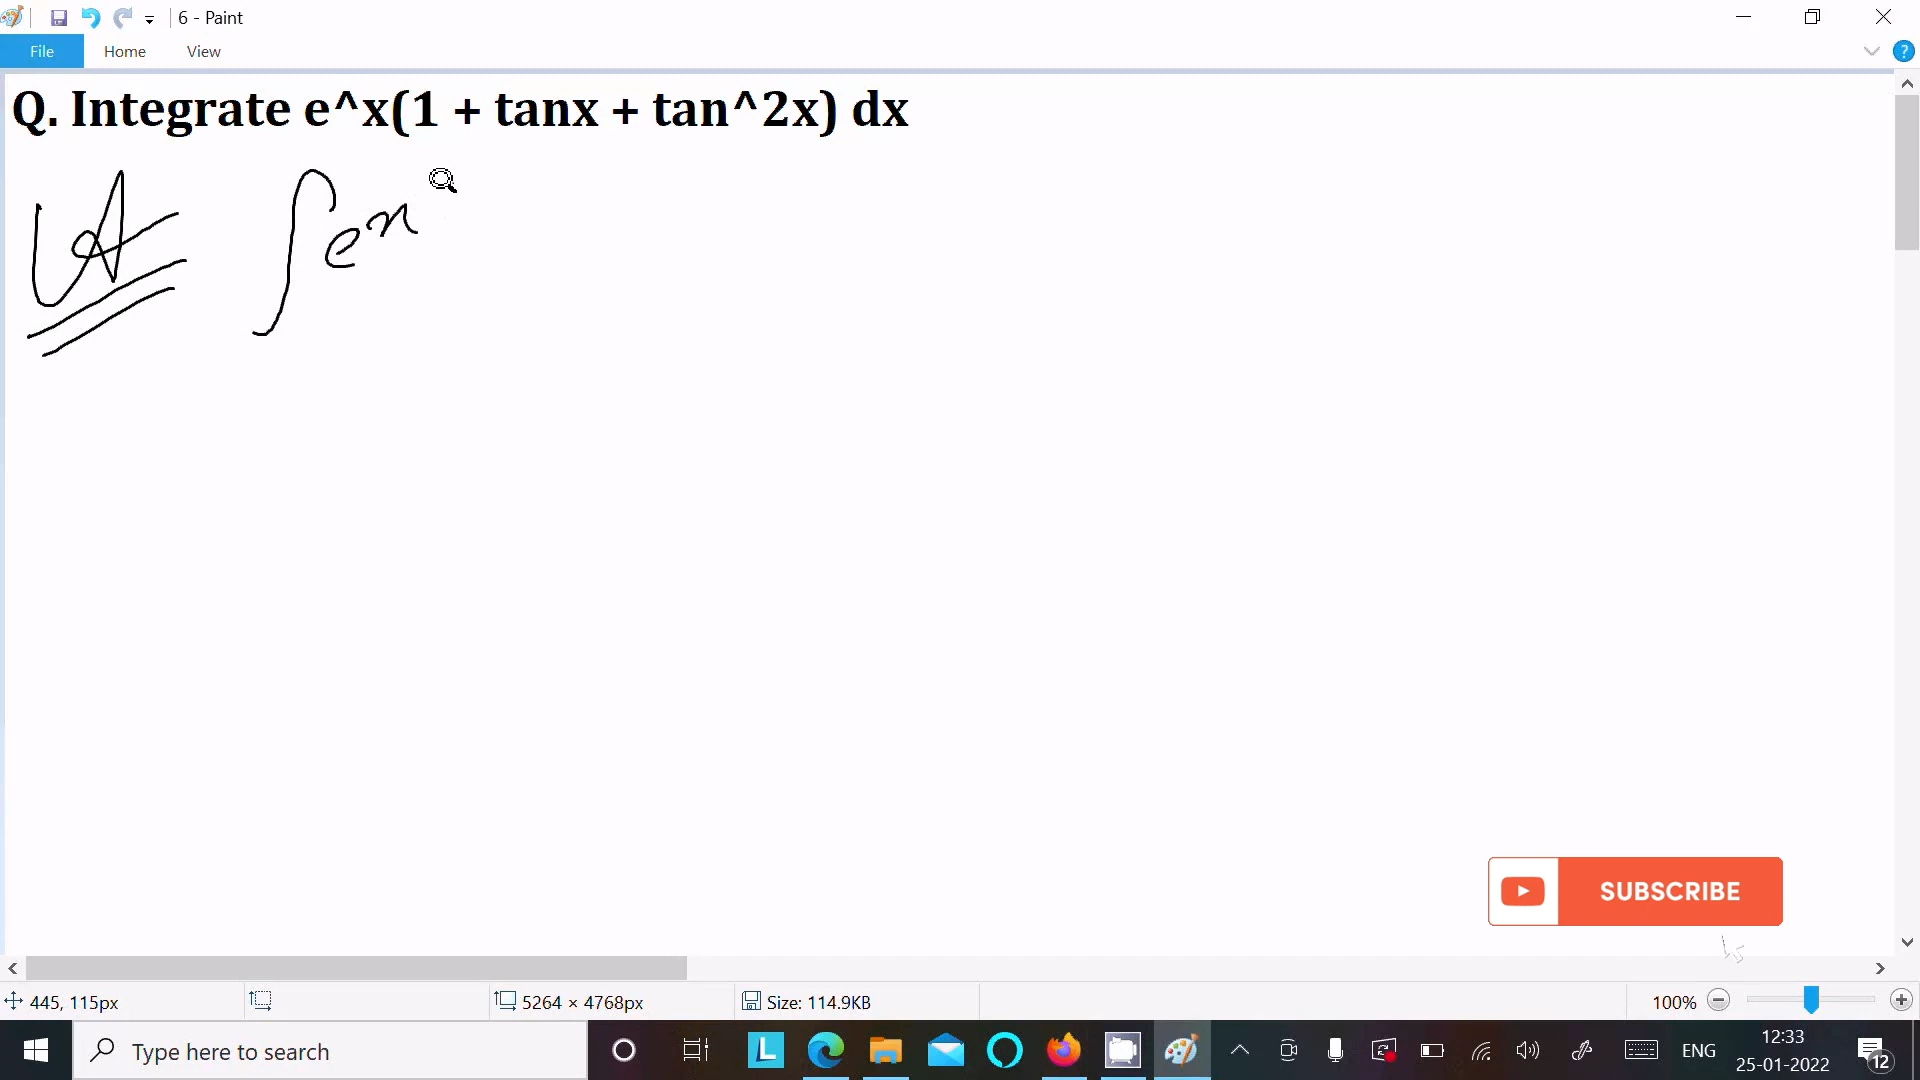 6 - Paint
File Home View
Q. Integrate e^x(1 + tanx + tan^2x) dx
∫ e^x
SUBSCRIBE
445, 115px 5264 × 4768px Size: 114.9KB 100%
Type here to search L ENG 12:33
25-01-2022 12